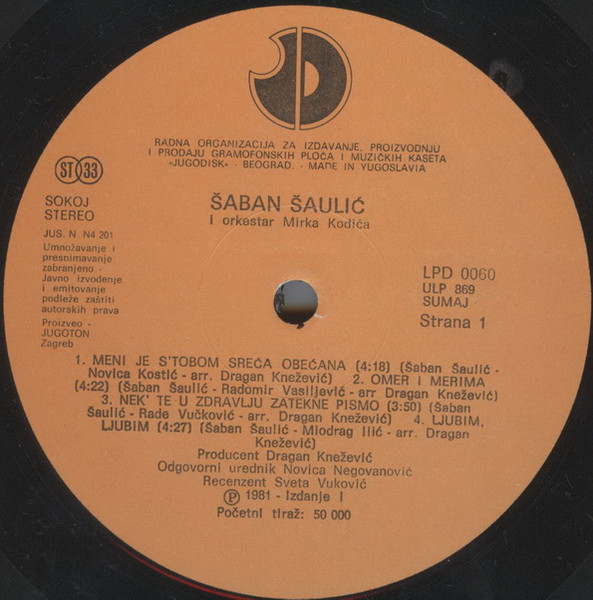 RADNA ORGANIZACIJA ZA IZDAVANJE, PROIZVODNJU
I PRODAJU GRAMOFONSKIH PLOČA I MUZIČKIH KASETA
«JUGODISK» - BEOGRAD. - MADE IN YUGOSLAVIA
ST 33
SOKOJ
STEREO
JUS. N. N4 201
Umnožavanje i
presnimavanje
zabranjeno -
Javno izvođenje
i emitovanje
podleže zaštiti
autorskih prava
Proizveo -
JUGOTON
Zagreb
ŠABAN ŠAULIĆ
I orkestar Mirka Kodića
LPD 0060
ULP 869
SUMAJ
Strana 1
1. MENI JE S'TOBOM SREĆA OBEĆANA (4:18) (Šaban Šaulić -
Novica Kostić - arr. Dragan Knežević) 2. OMER I MERIMA
(4:22) (Šaban Šaulić - Radomir Vasiljević - arr Dragan Knežević)
3. NEK' TE U ZDRAVLJU ZATEKNE PISMO (3:50) (Šaban
Šaulić - Rade Vučković - arr. Dragan Knežević) 4. LJUBIM,
LJUBIM (4:27) (Šaban Šaulić - Miodrag Ilić - arr. Dragan
Knežević)
Producent Dragan Knežević
Odgovorni urednik Novica Negovanović
Recenzent Sveta Vuković
Ⓟ 1981 - Izdanje I
Početni tiraž: 50 000